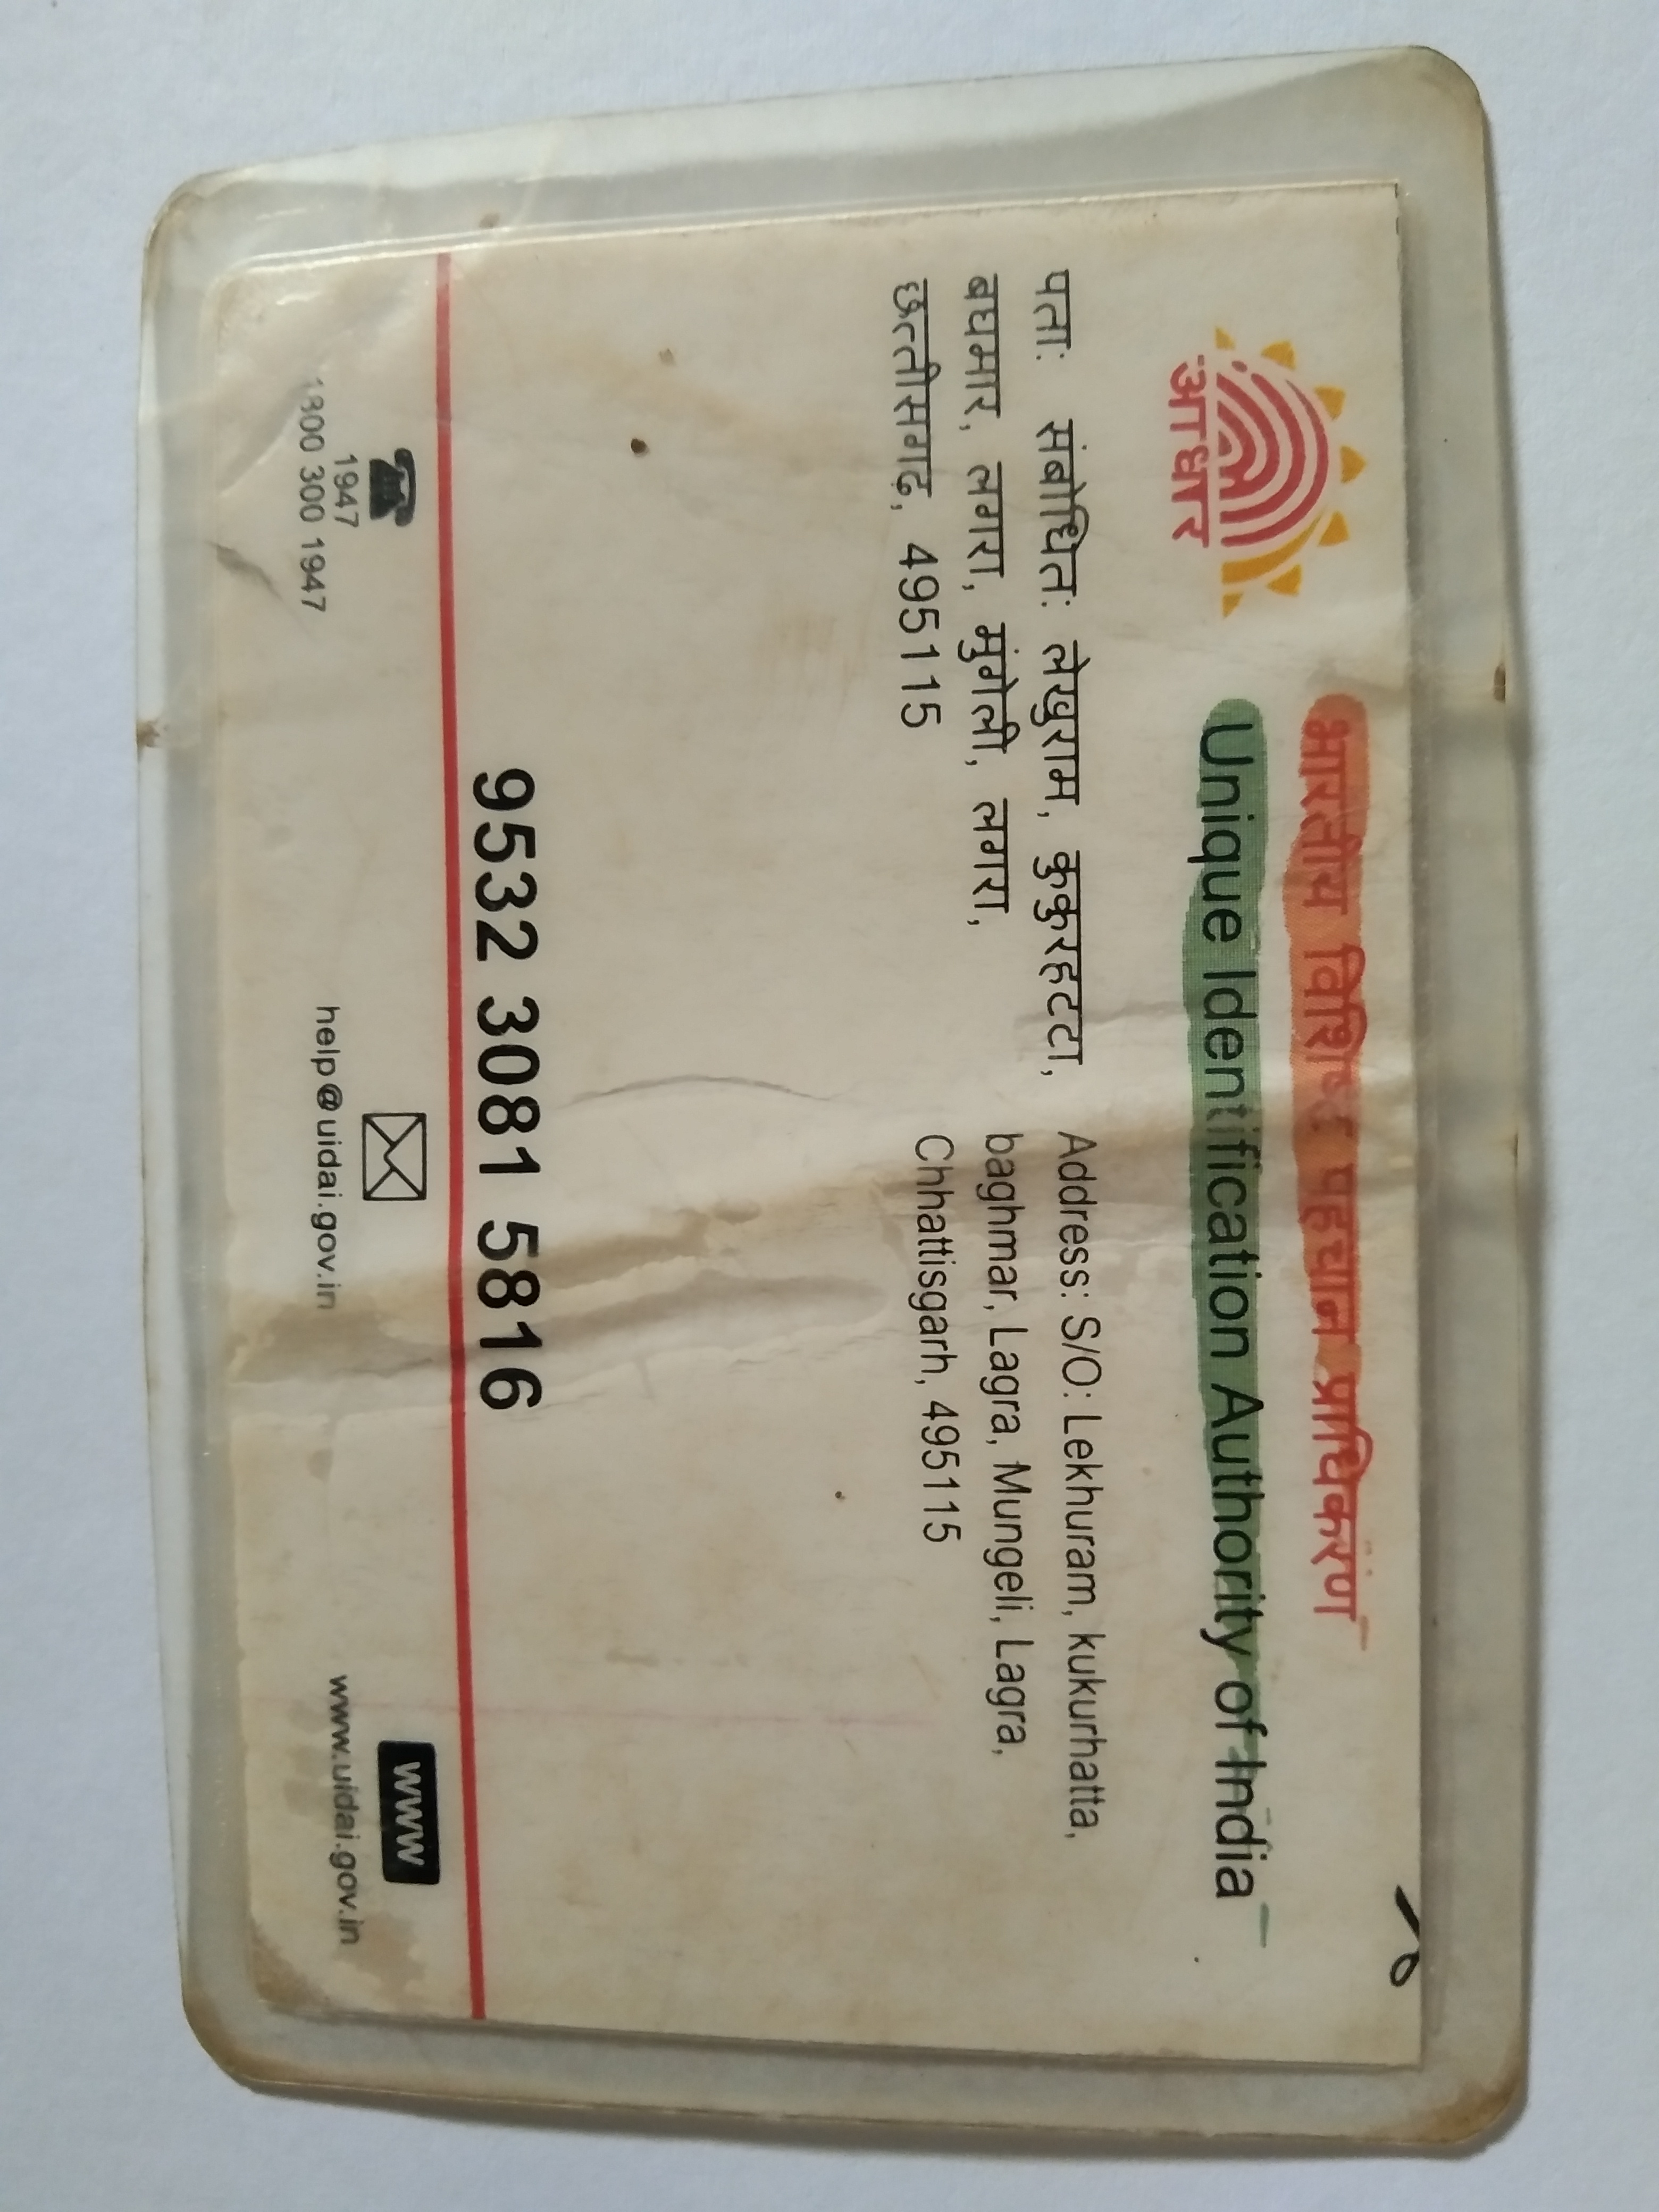 भारतीय विशिष्ट पहचान प्राधिकरण
Unique Identification Authority of India
आधार
पताः संबोधितः लेखुराम, कुकुरहटटा,
बघमार, लगरा, मुंगेली, लगरा,
छत्तीसगढ़, 495115
Address: S/O: Lekhuram, kukurhatta,
baghmar, Lagra, Mungeli, Lagra,
Chhattisgarh, 495115
9532 3081 5816
1947
1800 300 1947
help@uidai.gov.in
www
www.uidai.gov.in